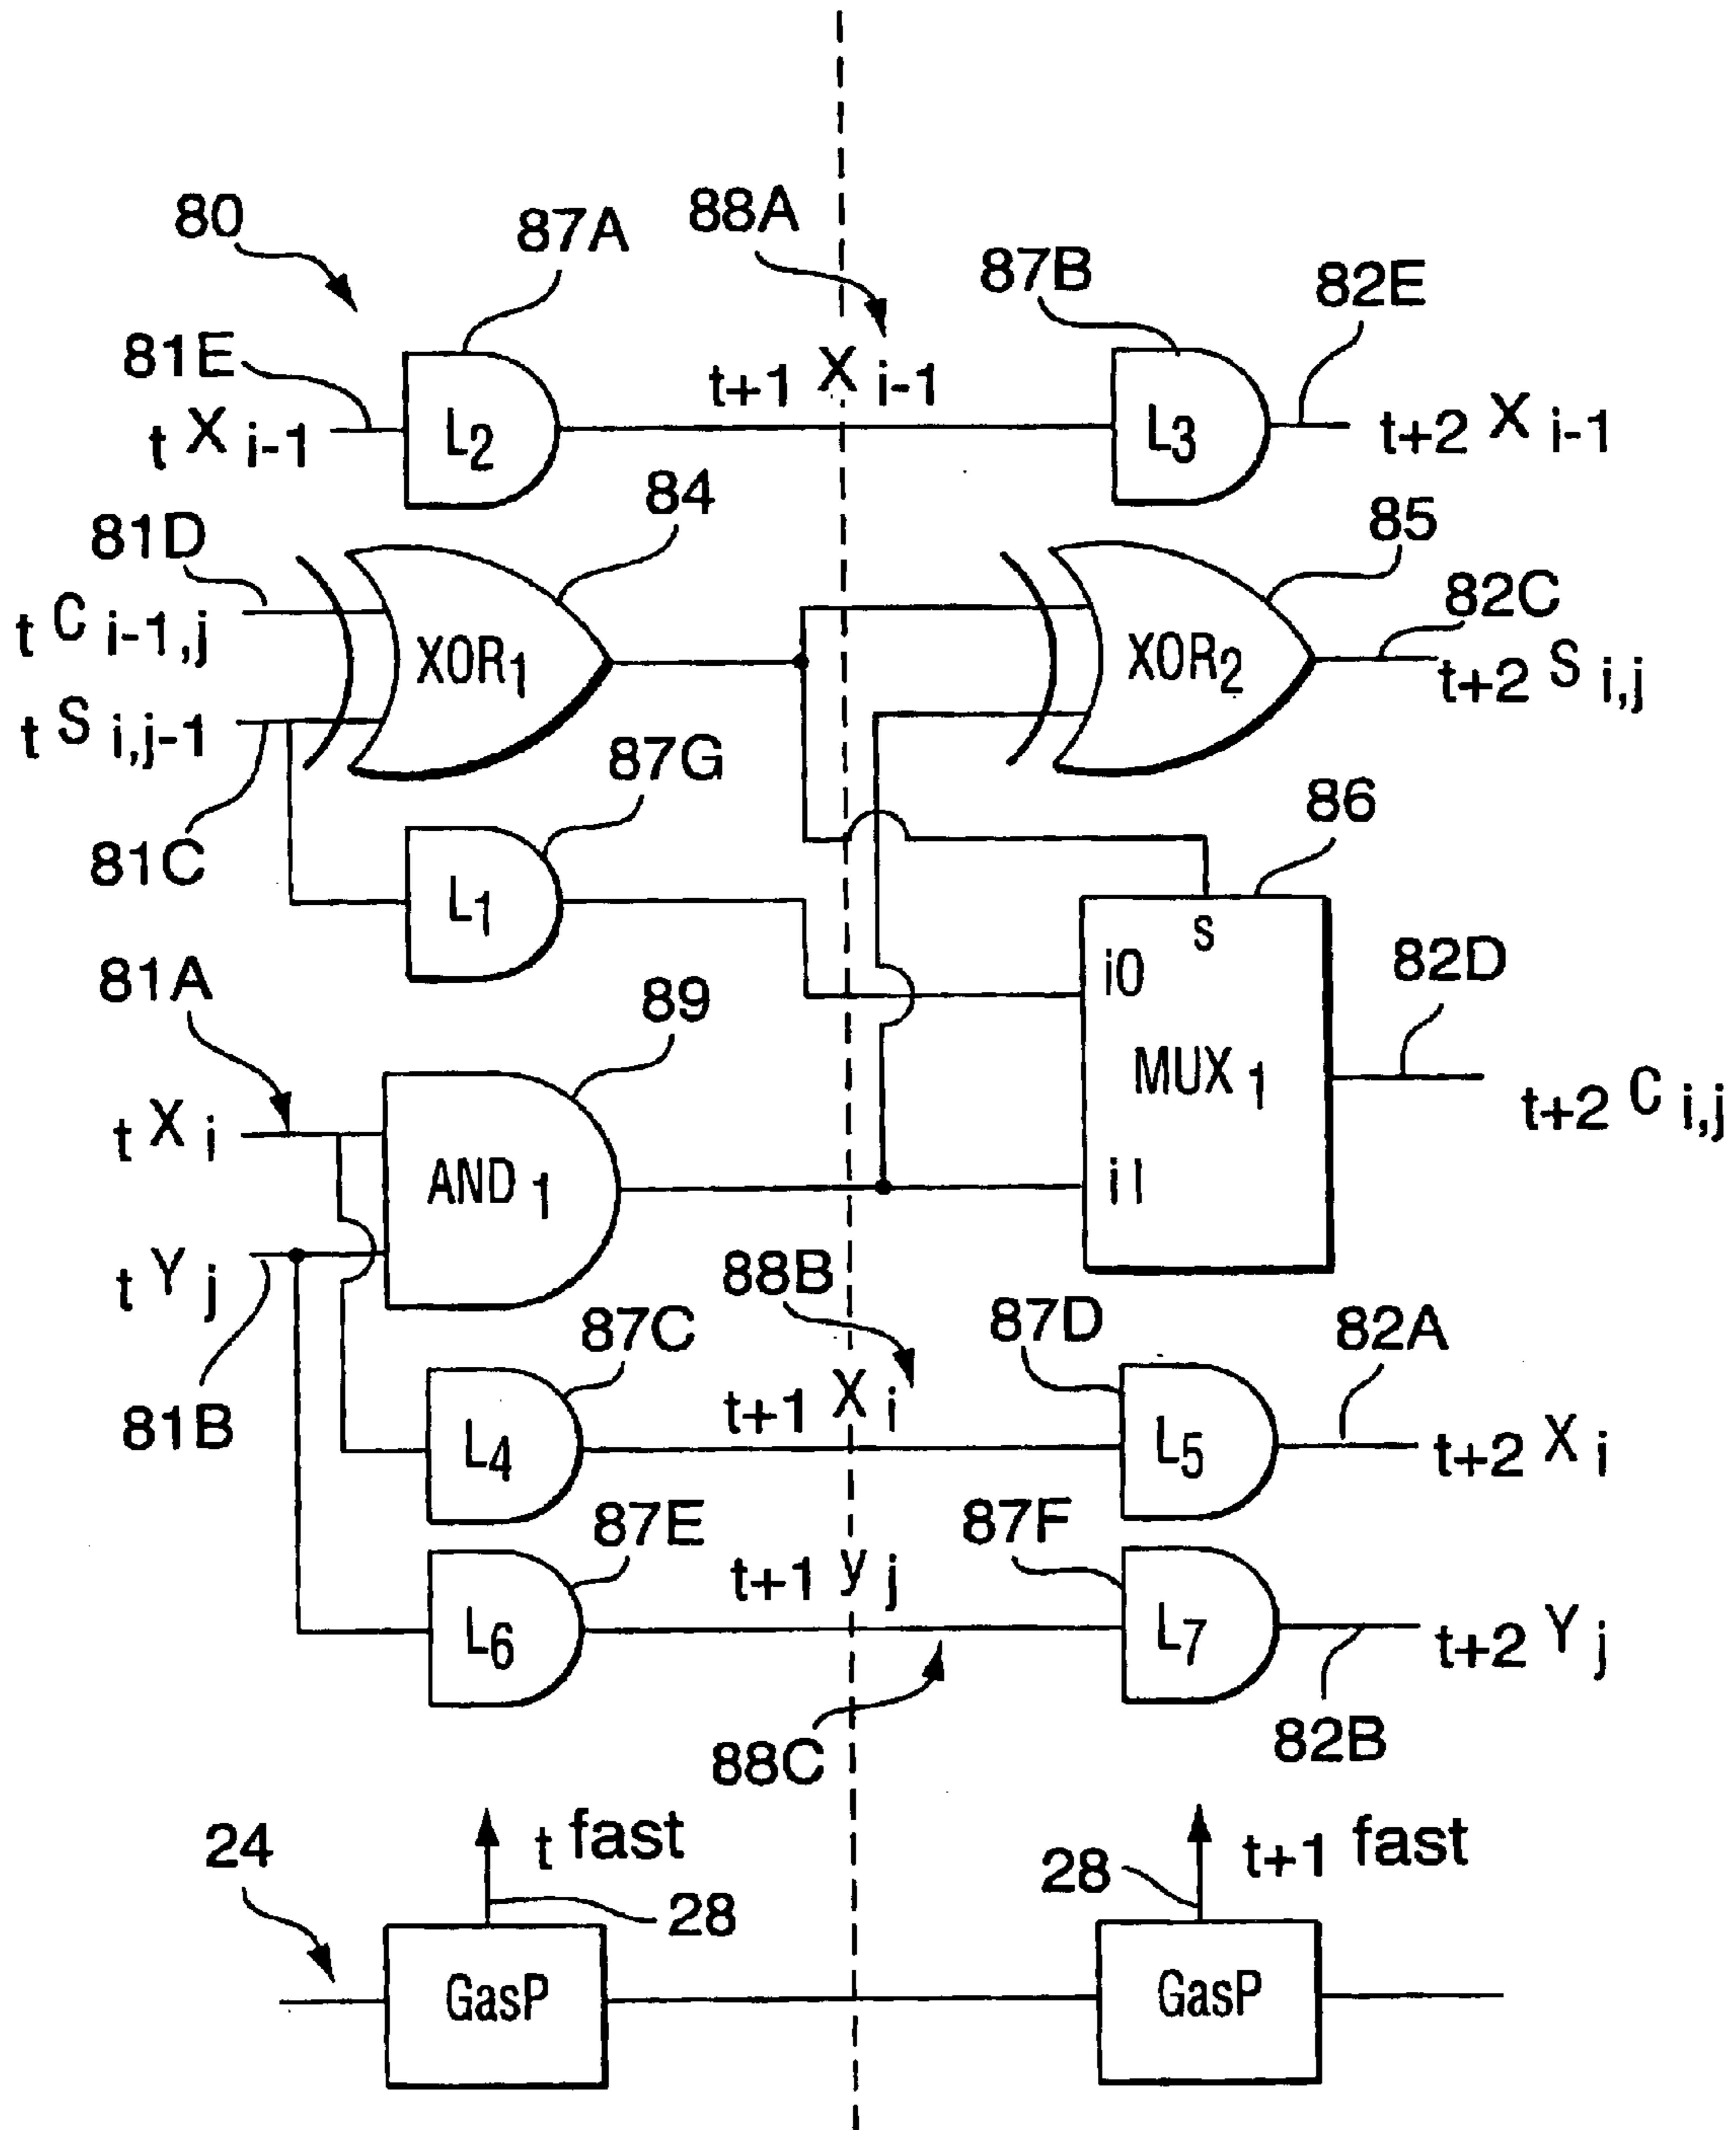 80
87A
88A
87B
82E
81E
t X i-1
L2
t+1 X i-1
L3
t+2 X i-1
81D
84
85
82C
t C i-1,j
XOR1
XOR2
t+2 S i,j
t S i,j-1
87G
86
81C
L1
s
i0
82D
81A
89
MUX 1
t+2 C i,j
t X i
AND 1
i1
t Y j
88B
87C
87D
82A
81B
t+1 X i
L4
L5
t+2 X i
87E
87F
t+1 y j
L6
L7
t+2 Y j
88C
82B
24
t fast
28
28
t+1 fast
GasP
GasP